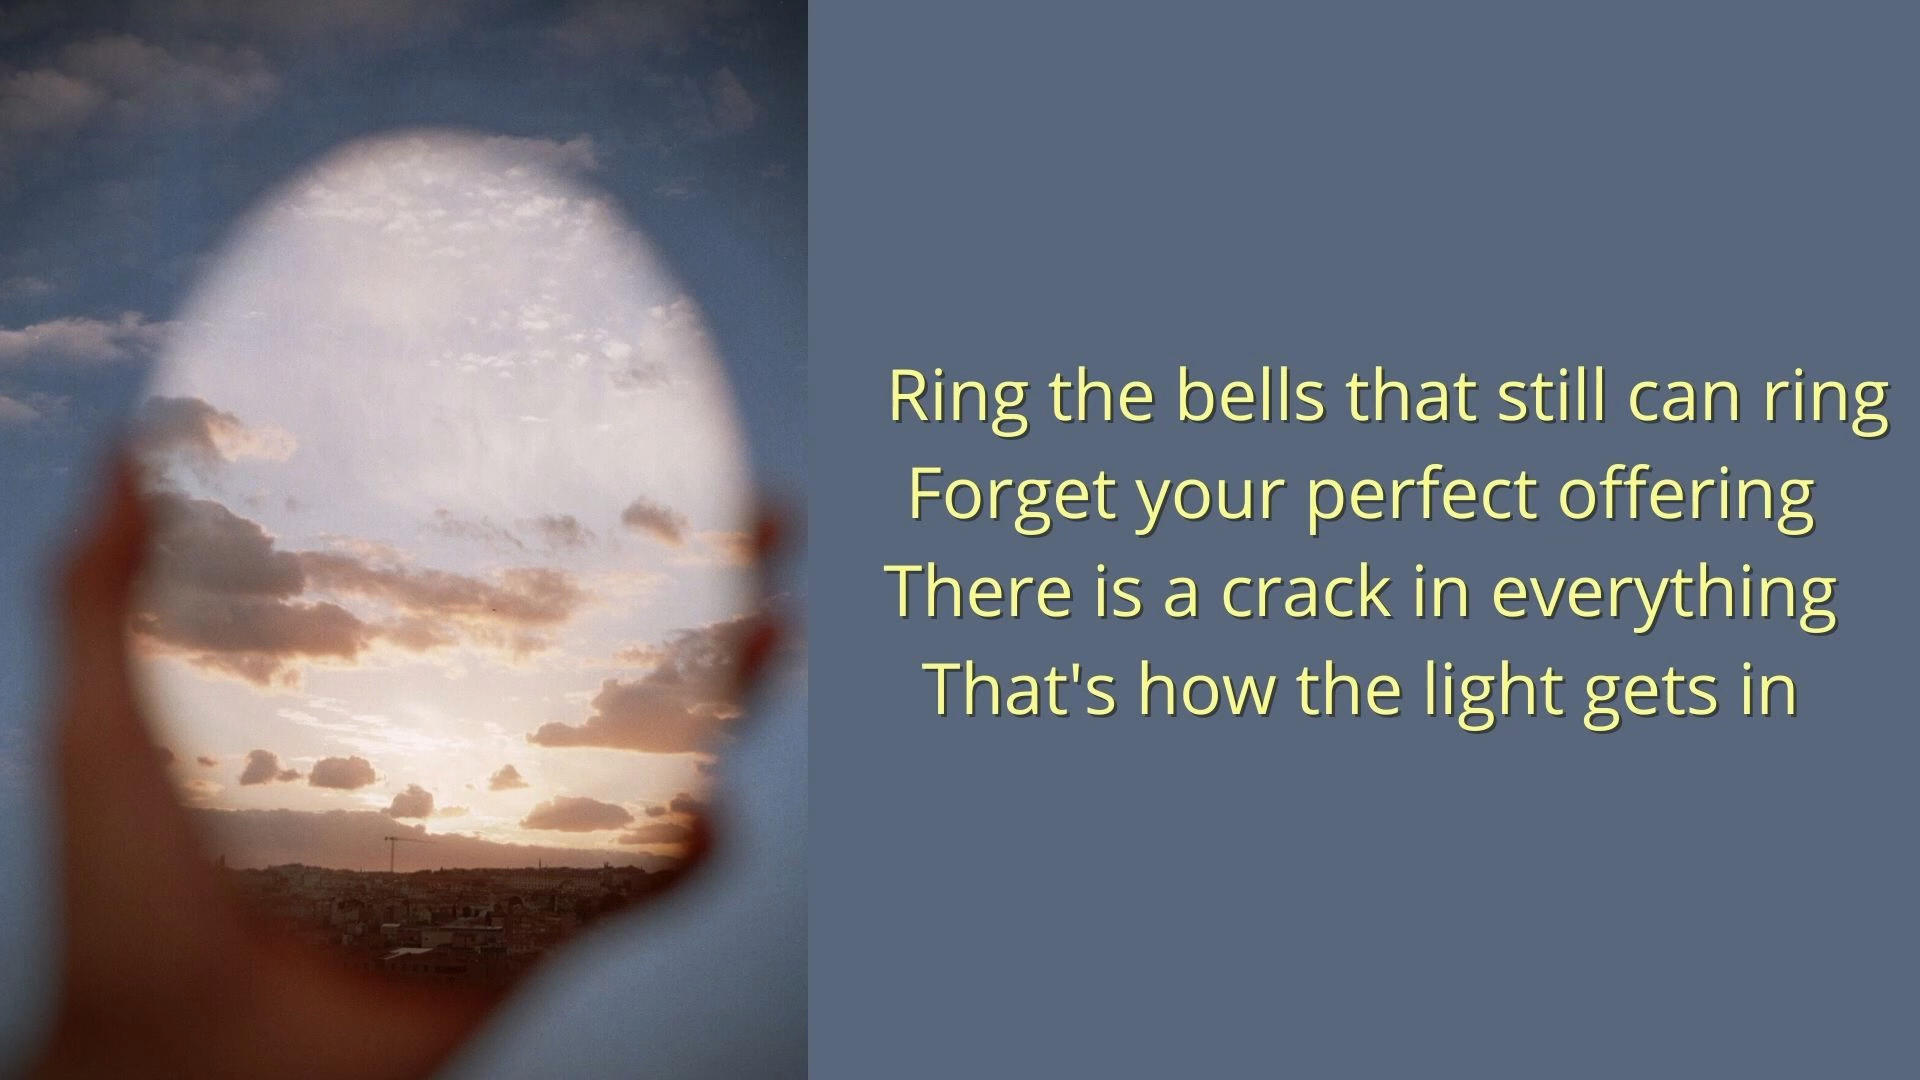 Ring the bells that still can ring
Forget your perfect offering
There is a crack in everything
That's how the light gets in